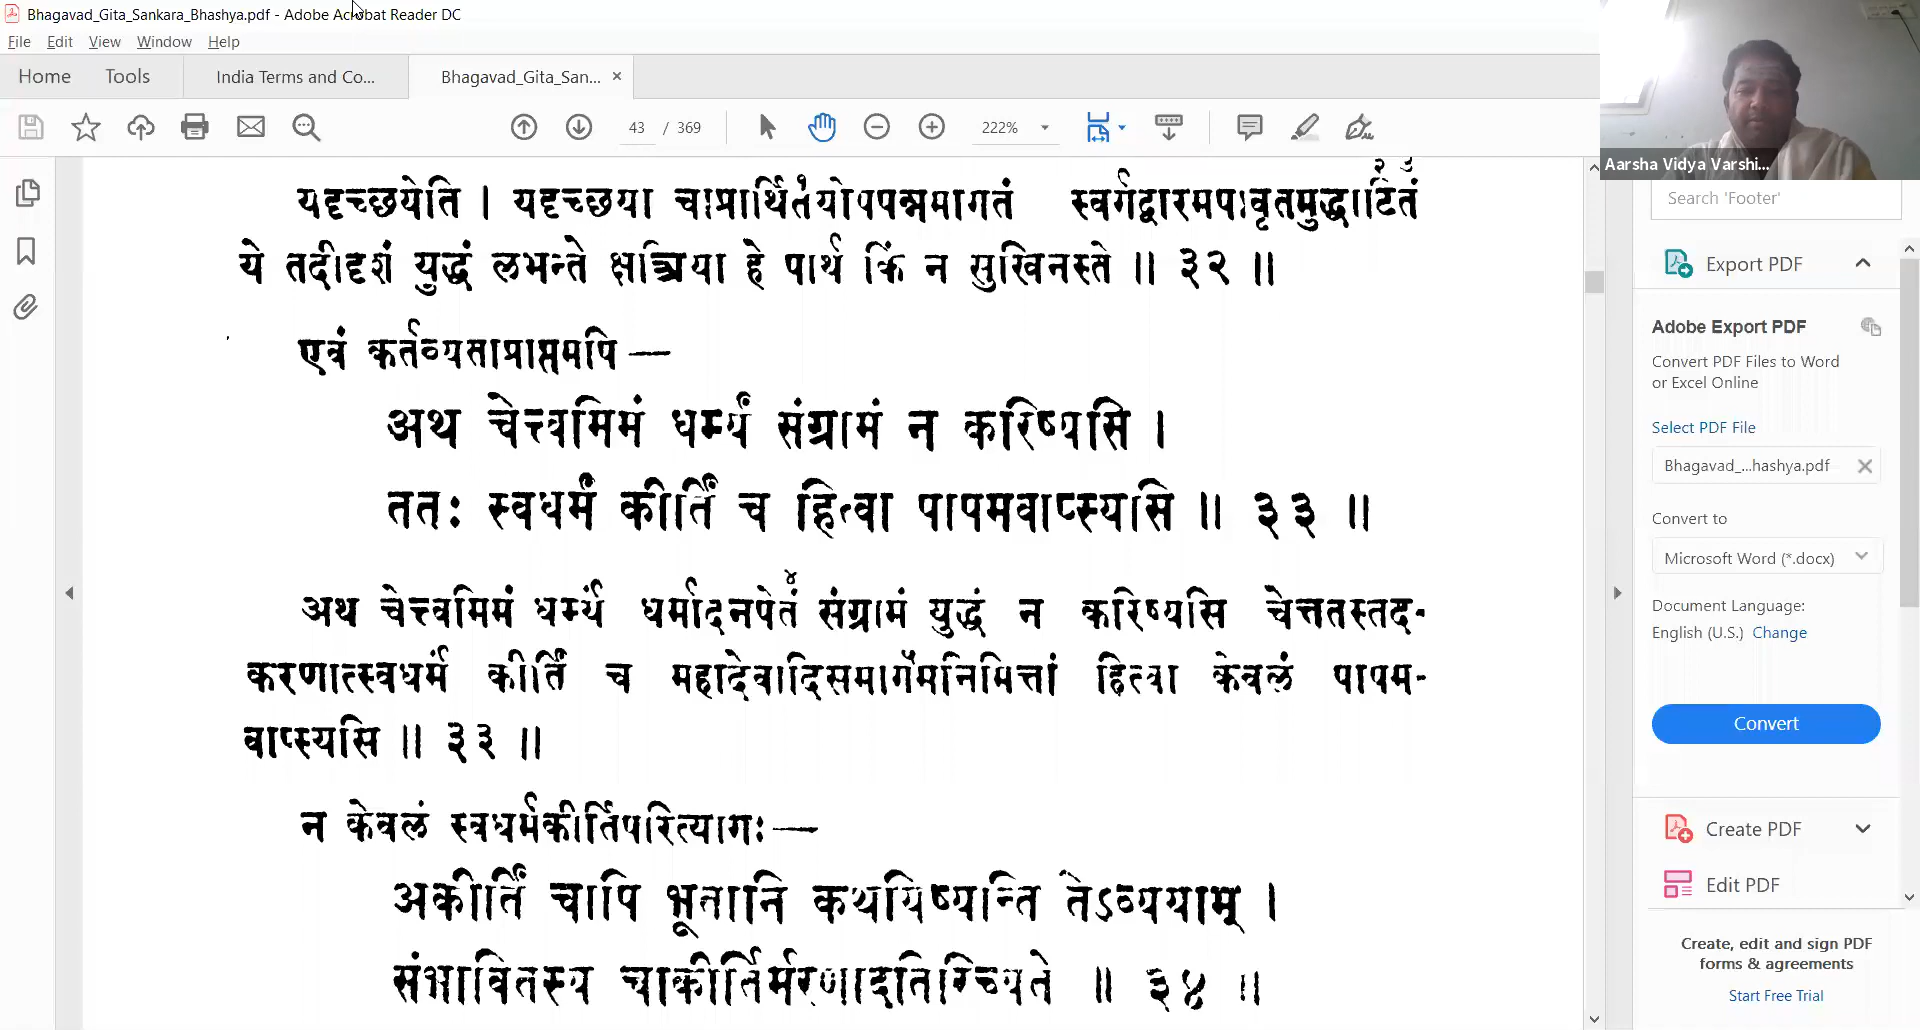 Bhagavad_Gita_Sankara_Bhashya.pdf - Adobe Acrobat Reader DC
File Edit View Window Help
Home Tools India Terms and Co... Bhagavad_Gita_San... ×
43 / 369 222%
Aarsha Vidya Varshi...
यदृच्छयेति । यदृच्छया चाप्रार्थितयोपपन्नमागतं स्वर्गद्वारमपावृतमुद्धाटितं
ये तदीदृशं युद्धं लभन्ते क्षत्त्रिया हे पार्थ किं न सुखिनस्ते ॥ ३२ ॥
एवं कर्तव्यताप्राप्तमपि —
अथ चेत्त्वमिमं धर्म्यं संग्रामं न करिष्यसि ।
ततः स्वधर्मं कीर्तिं च हित्वा पापमवाप्स्यसि ॥ ३३ ॥
अथ चेत्त्वमिमं धर्म्यं धर्मादनपेतं४ संग्रामं युद्धं न करिष्यसि चेत्ततस्तद-
करणात्स्वधर्मं कीर्तिं च महादेवादिसमागमनिमित्तां हित्वा केवलं पापम-
वाप्स्यसि ॥ ३३ ॥
न केवलं स्वधर्मकीर्तिपरित्यागः —
अकीर्तिं चापि भूतानि कथयिष्यन्ति तेऽव्ययाम् ।
संभावितस्य चाकीर्तिर्मरणादतिरिच्यते ॥ ३४ ॥
Search 'Footer'
Export PDF
Adobe Export PDF
Convert PDF Files to Word
or Excel Online
Select PDF File
Bhagavad_...hashya.pdf
Convert to
Microsoft Word (*.docx)
Document Language:
English (U.S.) Change
Convert
Create PDF
Edit PDF
Create, edit and sign PDF
forms & agreements
Start Free Trial